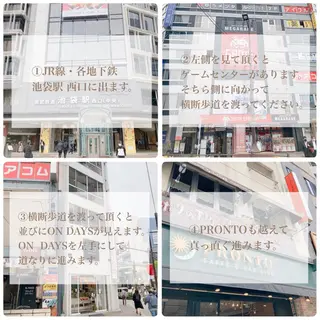 ①JR線・各地下鉄
池袋駅 西口に出ます。
②左側を見て頂くと
ゲームセンターがあります。
そちら側に向かって
横断歩道を渡ってください。
③横断歩道を渡って頂くと
並びにON DAYSが見えます。
ON DAYSを左手にして
道なりに進みます。
アコム
④PRONTOも越えて
真っ直ぐ進みます。